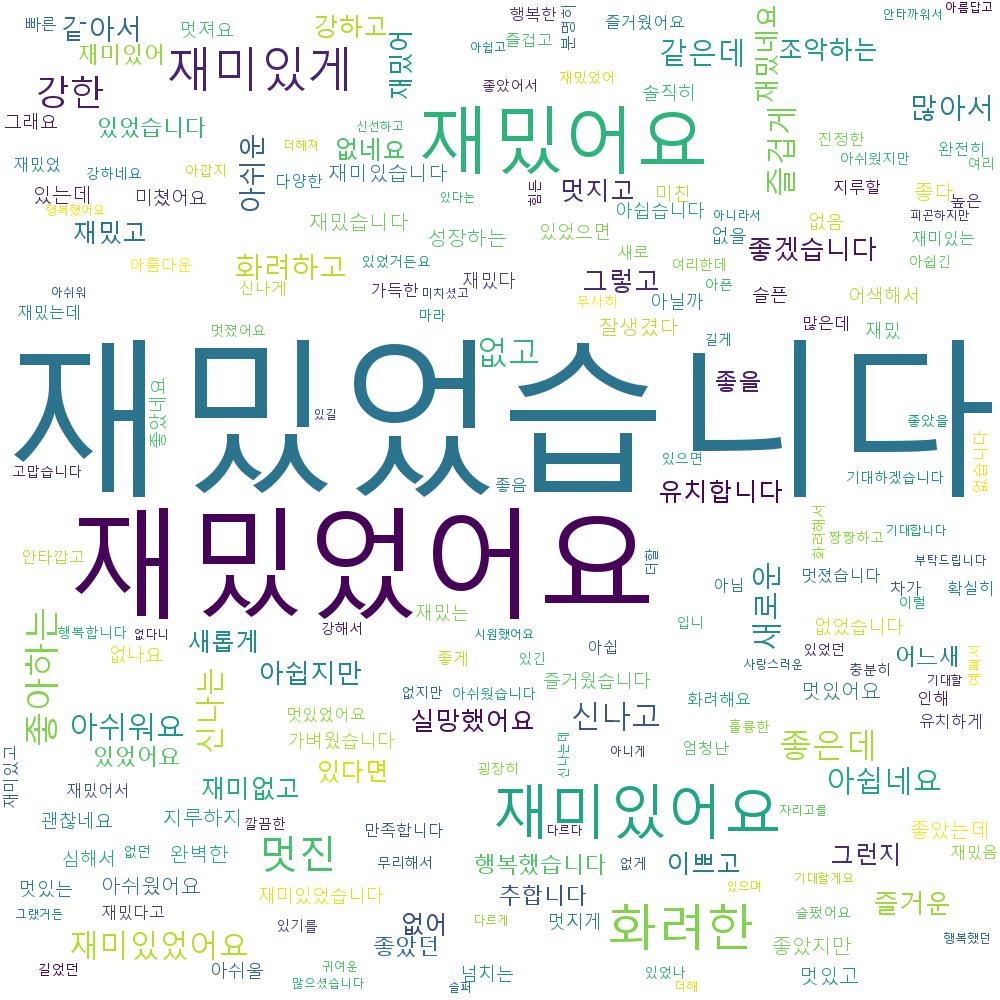 빠른
같아서
멋져요
강하고
행복한
즐거웠어요
안타까워서
아름답고
재미있어
재미있게
재밌어
아쉽고
즐겁고
분명히
같은데
재밌네요
조악하는
강한
좋았어서
재밌었어
솔직히
많아서
그래요
있었습니다
신선하고
더해져
없네요
재밌어요
즐겁게
진정한
완전히
여리
재밌었
강하네요
아쉬운
아깝지
다양한
재미있습니다
아쉬웠지만
있는데
미쳤어요
있다는
힘든
멋지고
미친
지루할
좋다
높은
행복했어요
재밌고
재밌습니다
성장하는
있었으면
아쉽습니다
아니라서
없을
없음
피곤하지만
좋겠습니다
재미있는
아름다운
화려하고
있었거든요
새로
여리한데
아쉽긴
아쉬워
신나게
가득한
미치셨고
재밌다
그렇고
아픈
슬픈
어색해서
재밌는데
마라
무사히
아닐까
멋졌어요
잘생겼다
많은데
재밌
없고
길게
재밌었습니다
좋을
좋았네요
있길
좋았을
고맙습니다
있으면
없습니다
좋음
유치합니다
기대하겠습니다
재밌었어요
화려해서
짱짱하고
기대합니다
안타깝고
더할
부탁드립니다
새로운
아님
멋졌습니다
차가
확실히
이럴
재밌는
좋아하는
행복합니다
없다니
새롭게
강해서
시원했어요
입니
없었습니다
없나요
좋게
있긴
아쉽
사랑스러운
있었던
충분히
어느새
예뻐서
아쉽지만
신나는
없지만
아쉬웠습니다
즐거웠습니다
화려해요
멋있어요
기대할
인해
아쉬워요
멋있었어요
실망했어요
신나고
훌륭한
유치하게
있었어요
가벼웠습니다
신나는데
아니게
엄청난
좋은데
재미있고
있다면
굉장히
재미없고
재밌어서
아쉽네요
괜찮네요
지루하지
깔끔한
만족합니다
재미있어요
다르다
자리고를
좋았는데
심해서
없던
완벽한
멋진
무리해서
행복했습니다
없게
이쁘고
그런지
재밌음
멋있는
아쉬웠어요
재미있었습니다
추합니다
있으며
기대할게요
그랬거든
재밌다고
있기를
없어
다르게
멋지게
화려한
슬펐어요
즐거운
재미있었어요
좋았던
좋았지만
행복했던
길었던
아쉬울
귀여운
많으셨습니다
넘치는
슬퍼
있었나
더해
멋있고